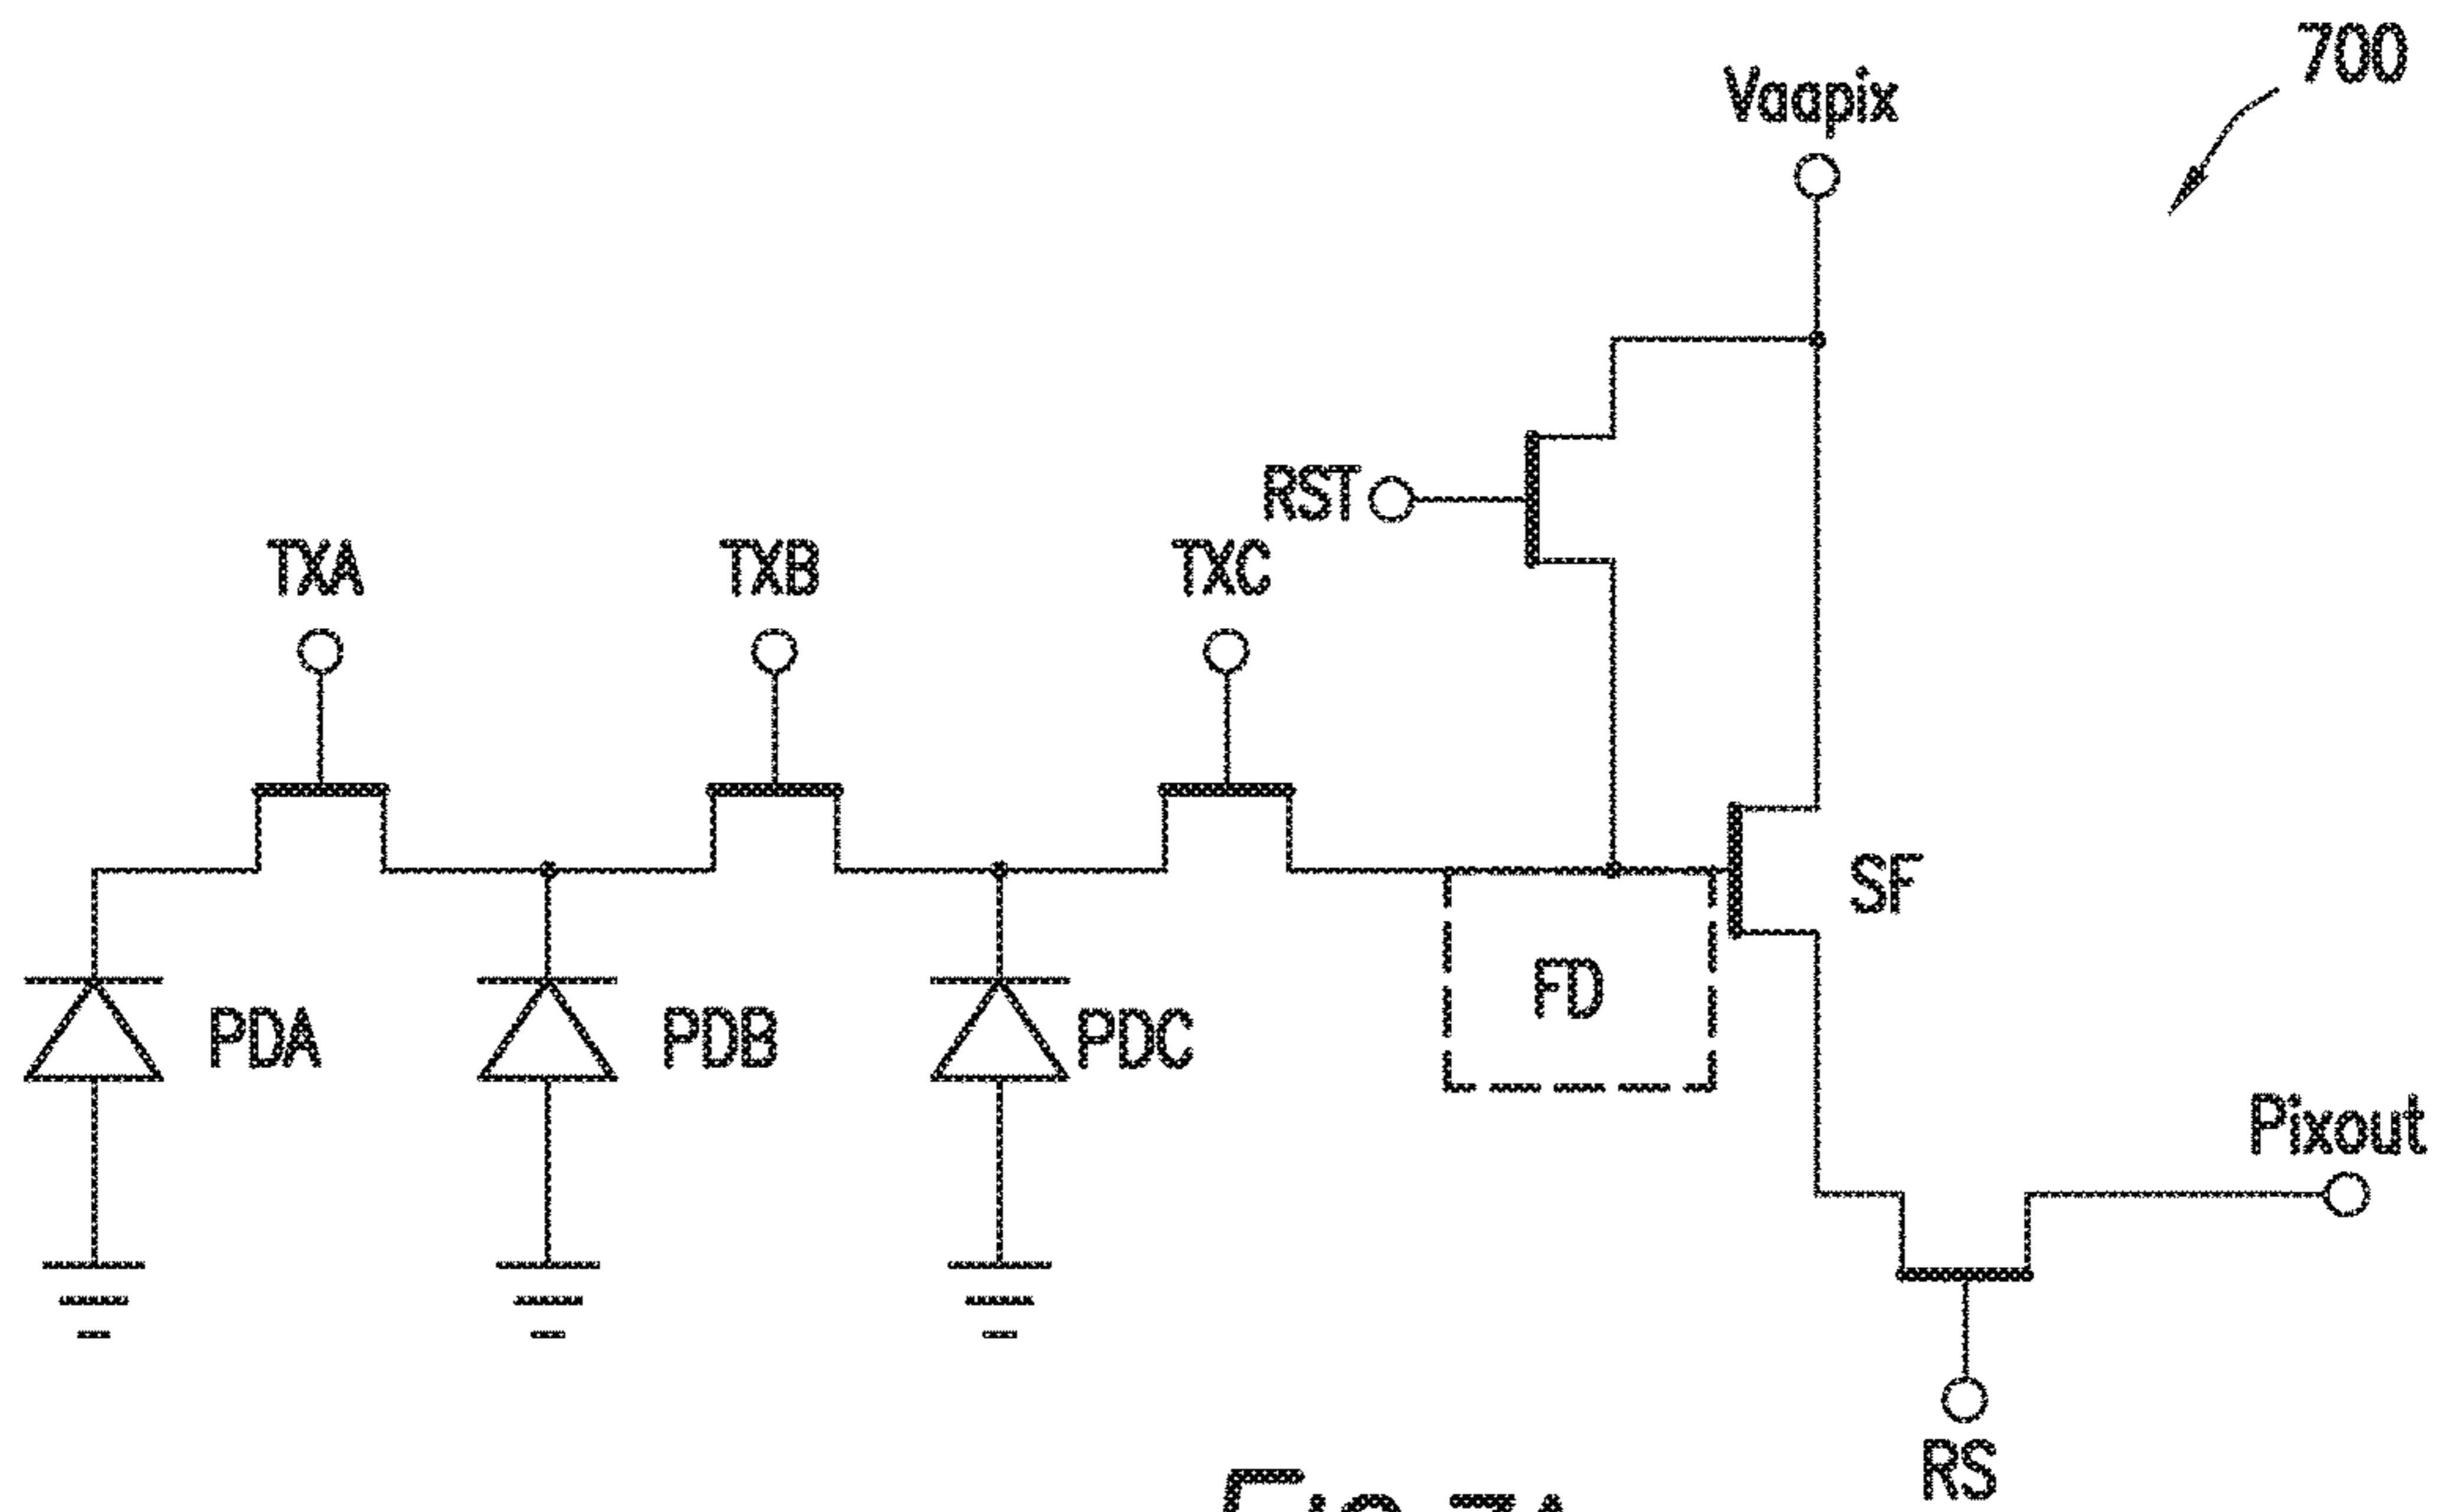 700
Vaapix
RST
TXA
TXB
TXC
SF
FD
PDA
PDB
PDC
Pixout
RS